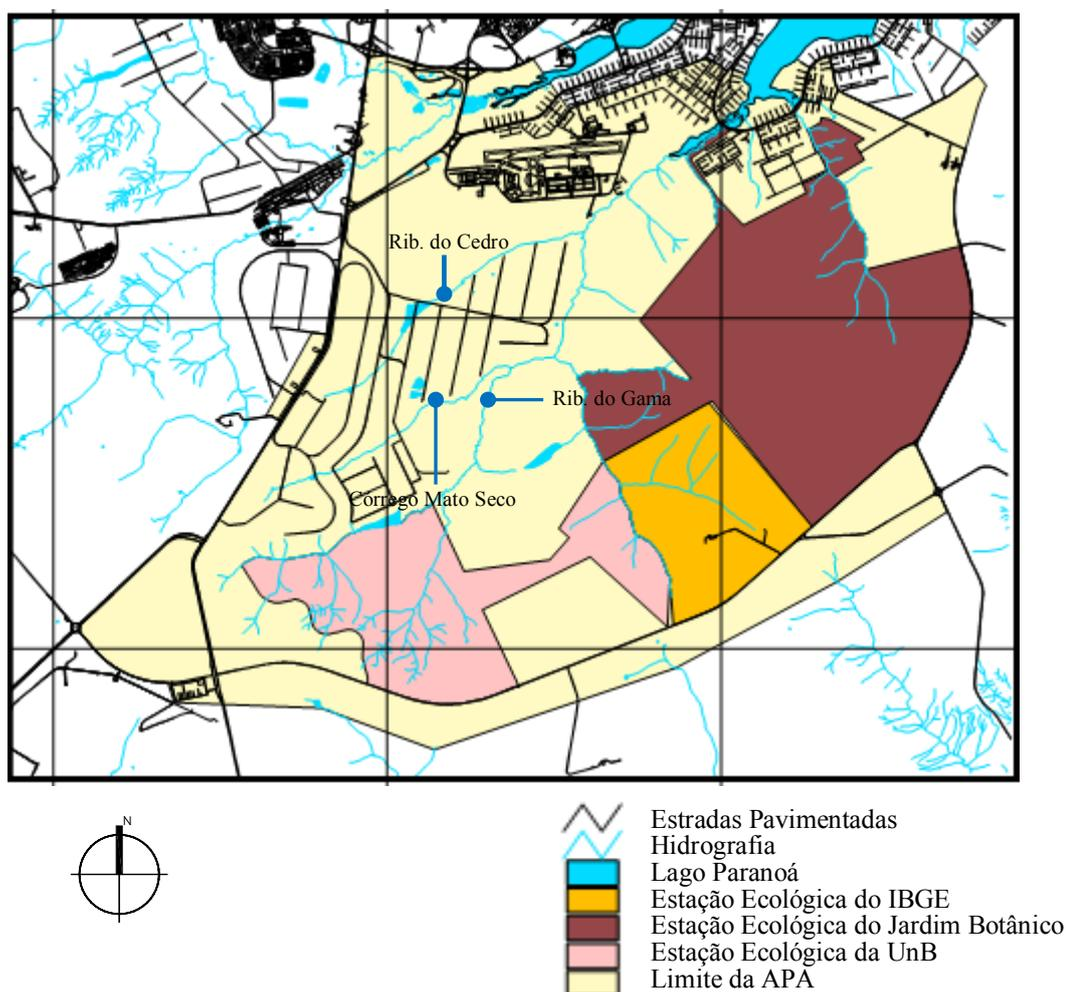 Rib. do Cedro
Rib. do Gama
Córrego Mato Seco
N
Estradas Pavimentadas
Hidrografia
Lago Paranoá
Estação Ecológica do IBGE
Estação Ecológica do Jardim Botânico
Estação Ecológica da UnB
Limite da APA